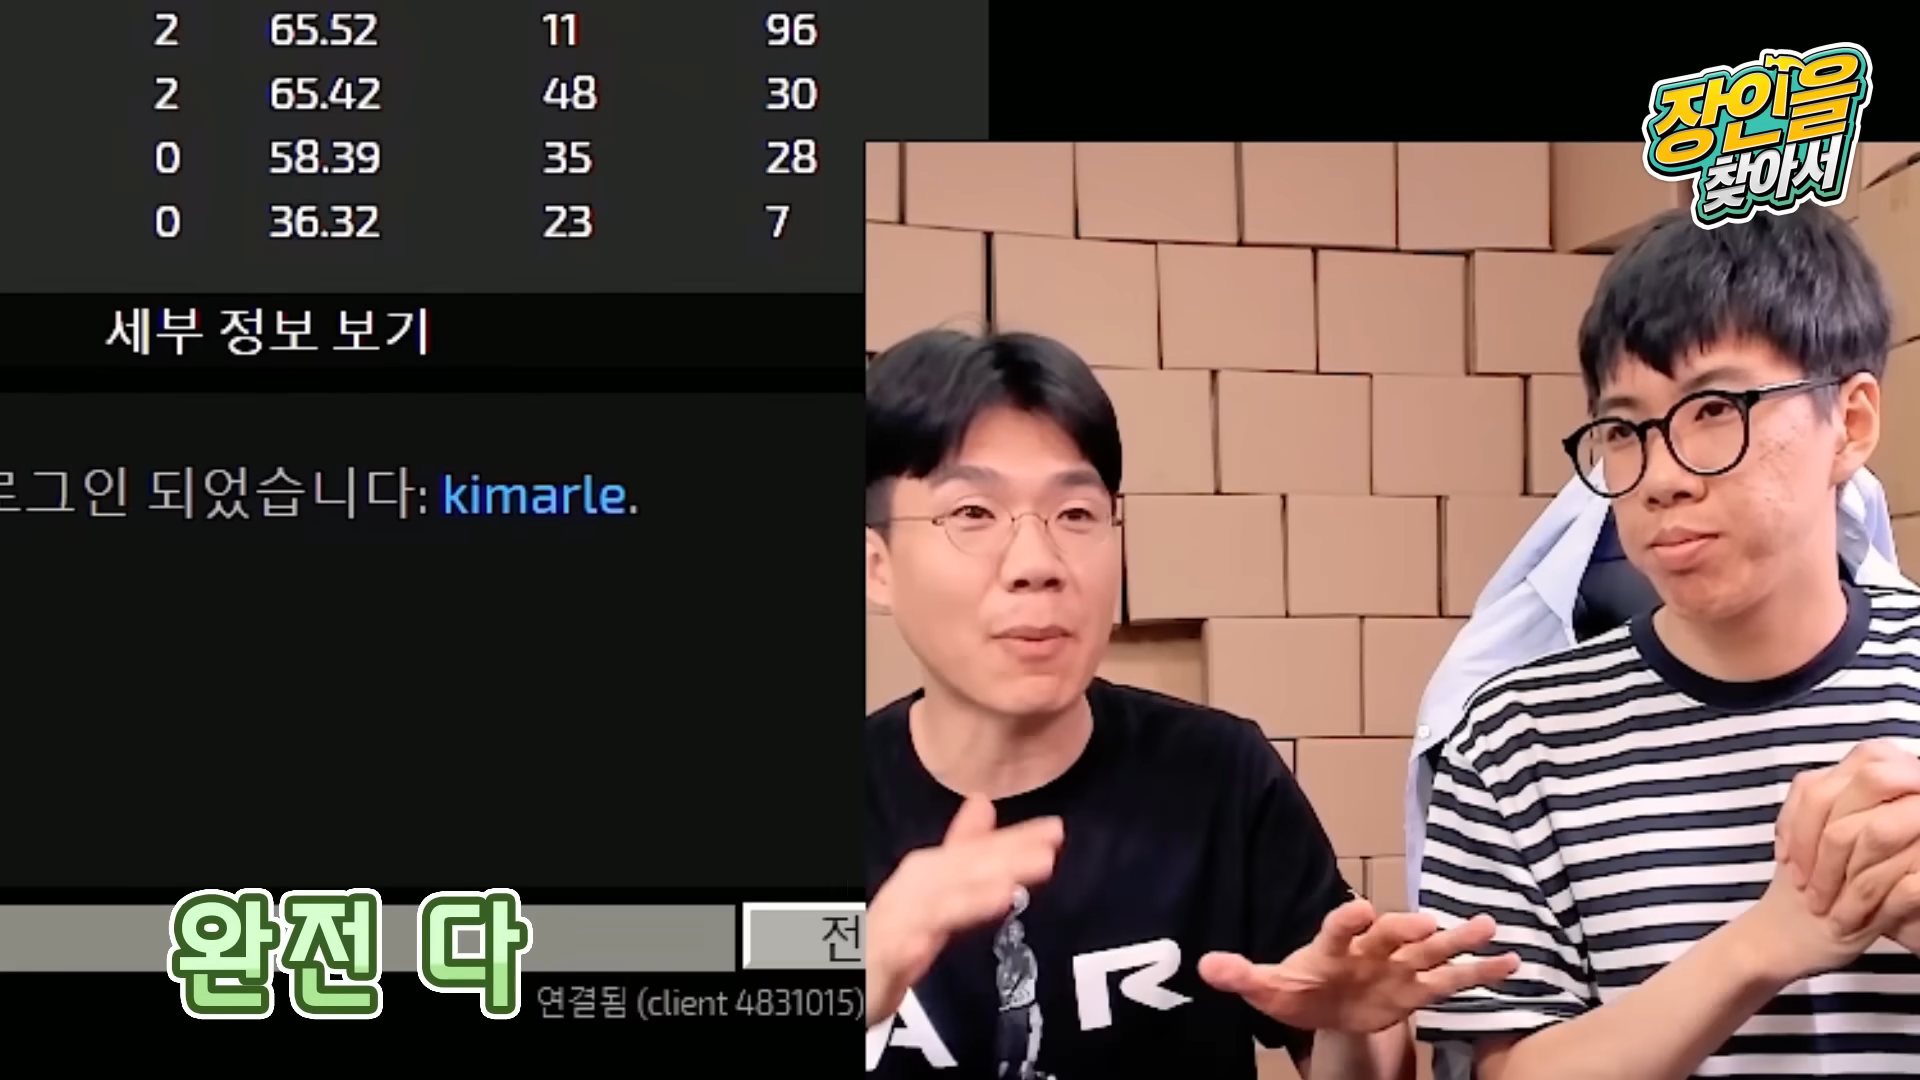 2 65.52 11 96
2 65.42 48 30
0 58.39 35 28
0 36.32 23 7
장인을
찾아서
세부 정보 보기
로그인 되었습니다: kimarle.
완전 다
전
연결됨 (client 4831015)
A R